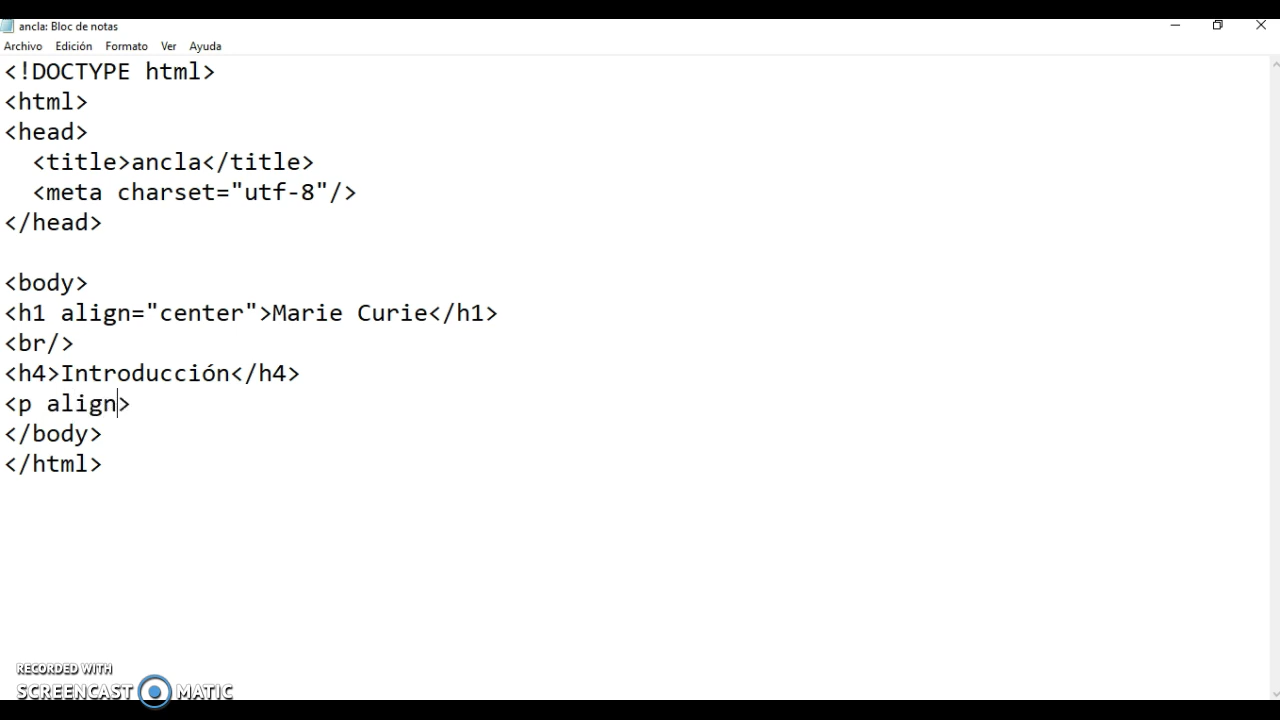 ancla: Bloc de notas
Archivo Edición Formato Ver Ayuda
<!DOCTYPE html>
<html>
<head>
  <title>ancla</title>
  <meta charset="utf-8"/>
</head>

<body>
<h1 align="center">Marie Curie</h1>
<br/>
<h4>Introducción</h4>
<p align>
</body>
</html>
RECORDED WITH
SCREENCAST MATIC